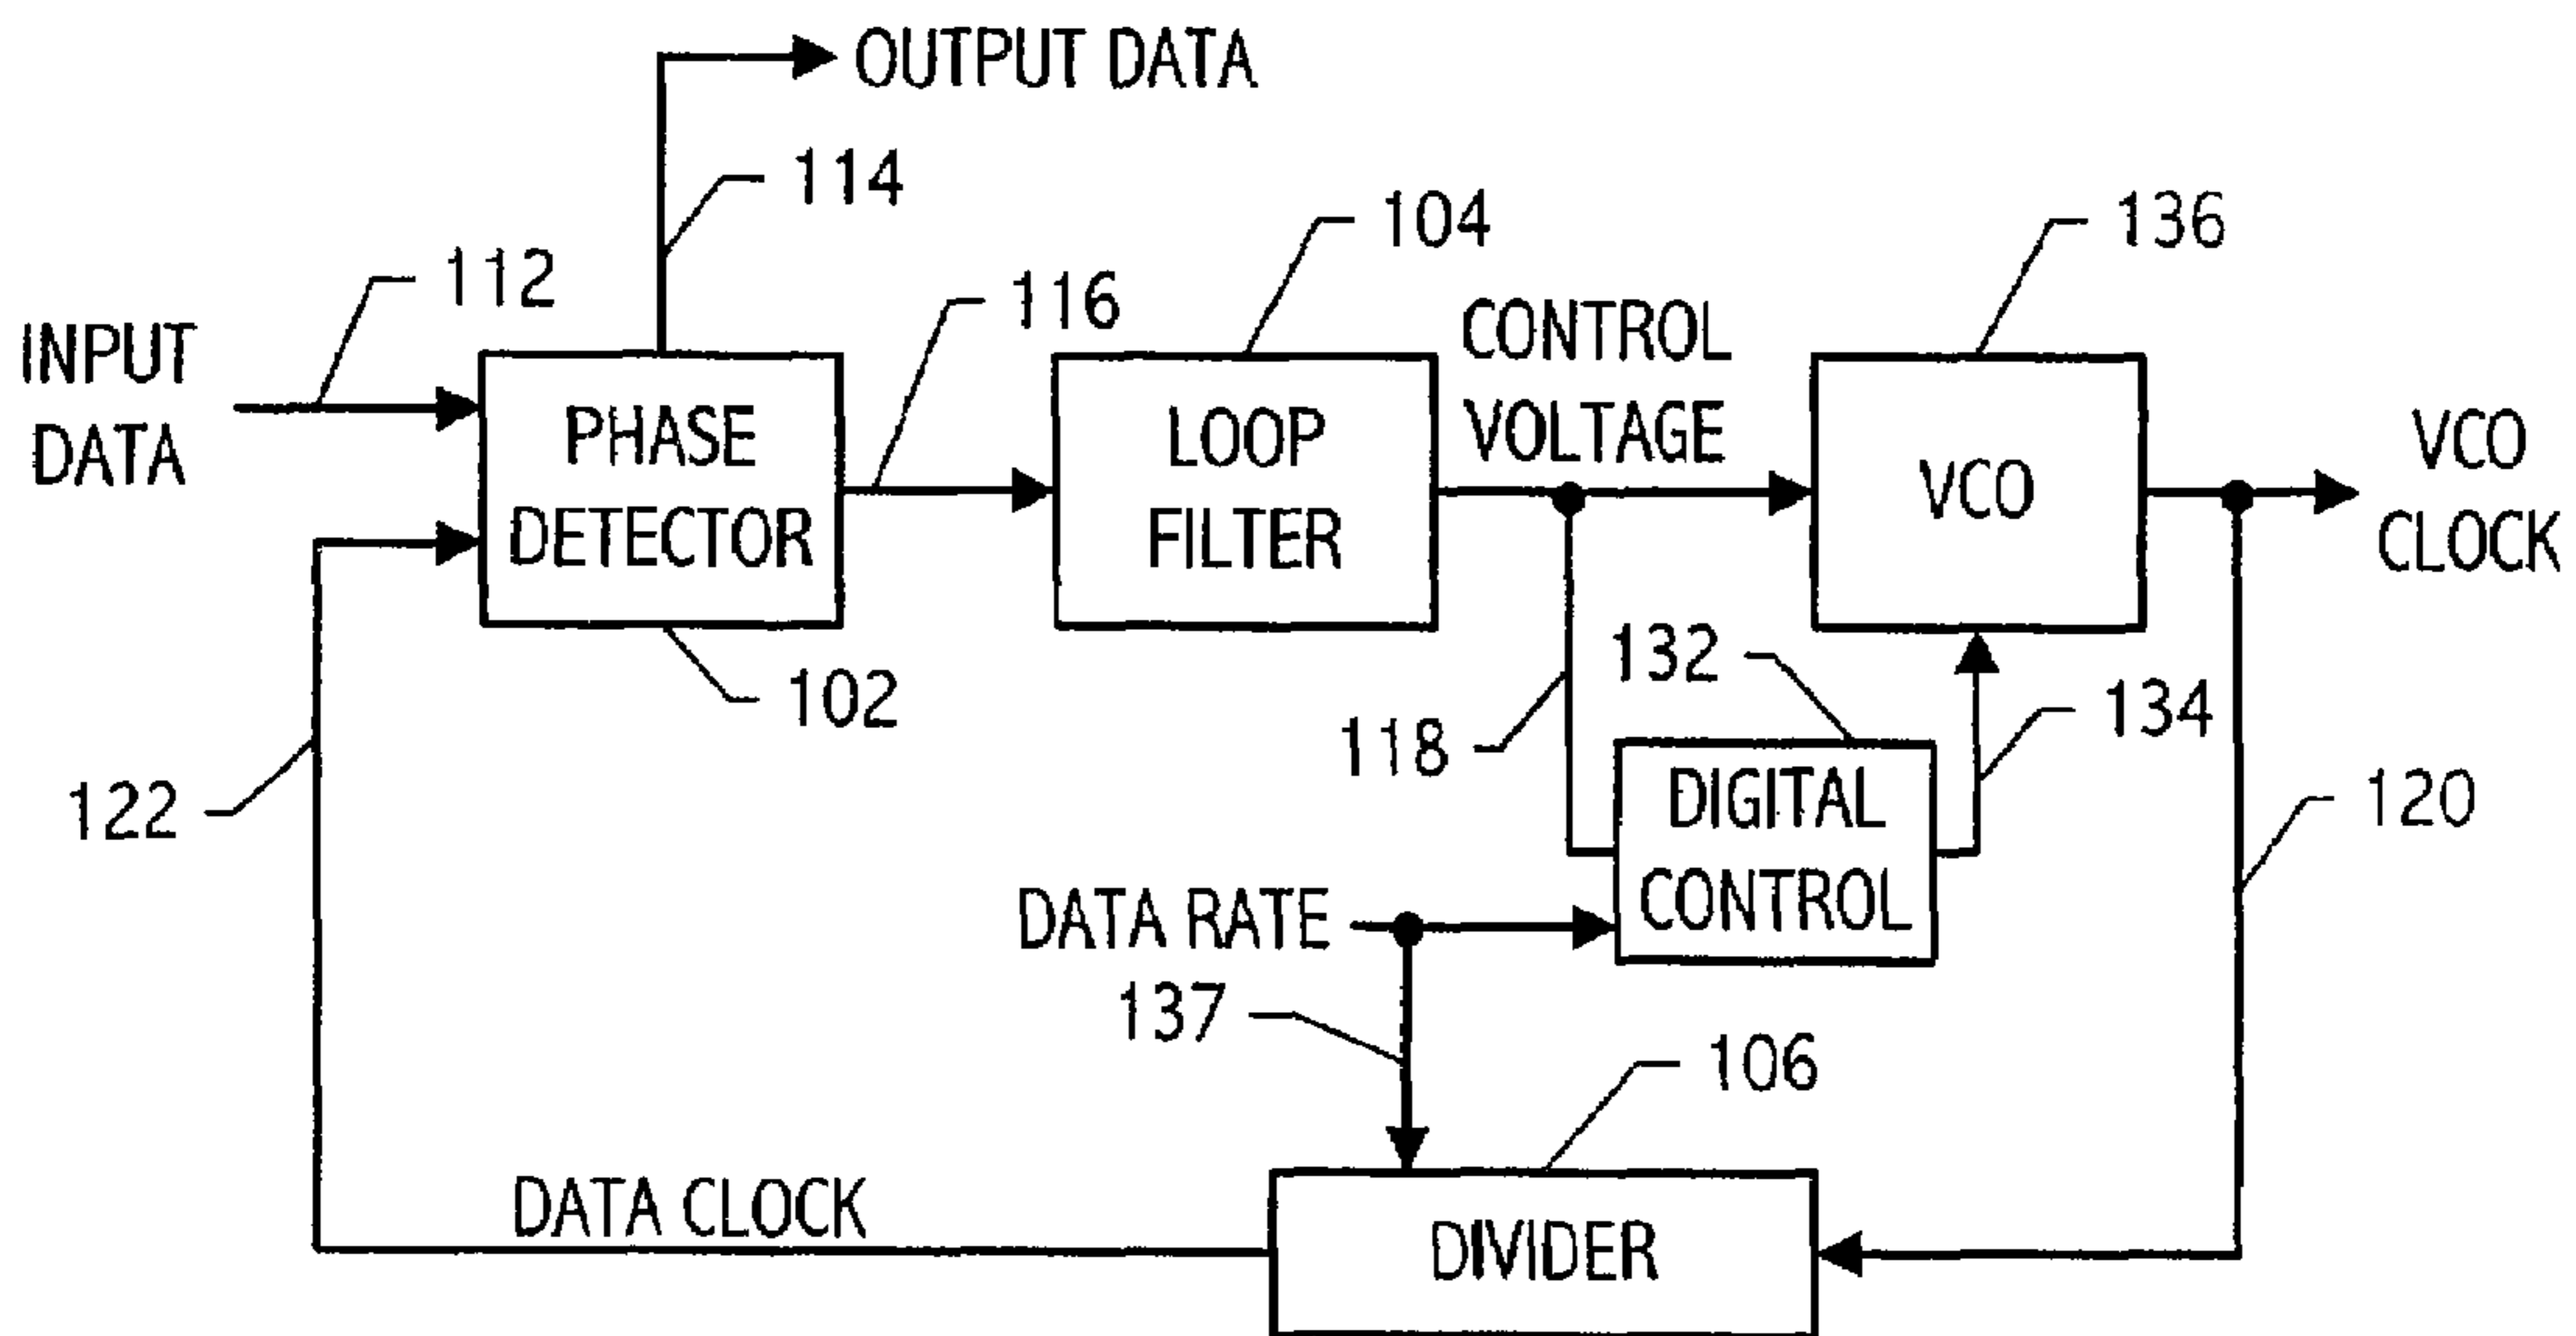 OUTPUT DATA
114
104
136
112
116
INPUT
DATA
PHASE
DETECTOR
LOOP
FILTER
CONTROL
VOLTAGE
VCO
VCO
CLOCK
102
132
118
134
122
DIGITAL
CONTROL
120
DATA RATE
137
106
DATA CLOCK
DIVIDER